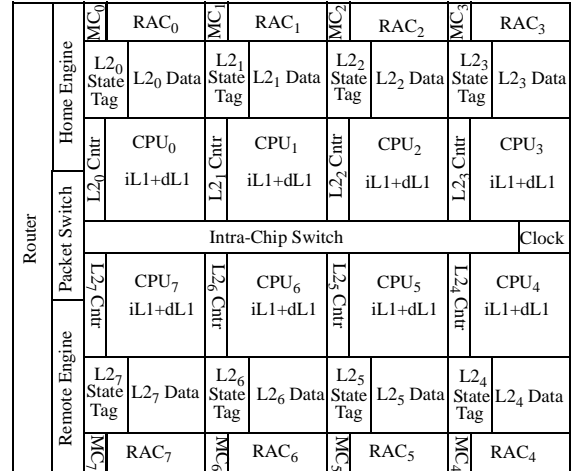 Router
Home Engine
Packet Switch
Remote Engine
MC0 RAC0 MC1 RAC1 MC2 RAC2 MC3 RAC3
L20 State Tag
L20 Data
L21 State Tag
L21 Data
L22 State Tag
L22 Data
L23 State Tag
L23 Data
L20 Cntr
CPU0
iL1+dL1
L21 Cntr
CPU1
iL1+dL1
L22 Cntr
CPU2
iL1+dL1
L23 Cntr
CPU3
iL1+dL1
Intra-Chip Switch
Clock
L27 Cntr
CPU7
iL1+dL1
L26 Cntr
CPU6
iL1+dL1
L25 Cntr
CPU5
iL1+dL1
L24 Cntr
CPU4
iL1+dL1
L27 State Tag
L27 Data
L26 State Tag
L26 Data
L25 State Tag
L25 Data
L24 State Tag
L24 Data
MC7 RAC7 MC6 RAC6 MC5 RAC5 MC4 RAC4